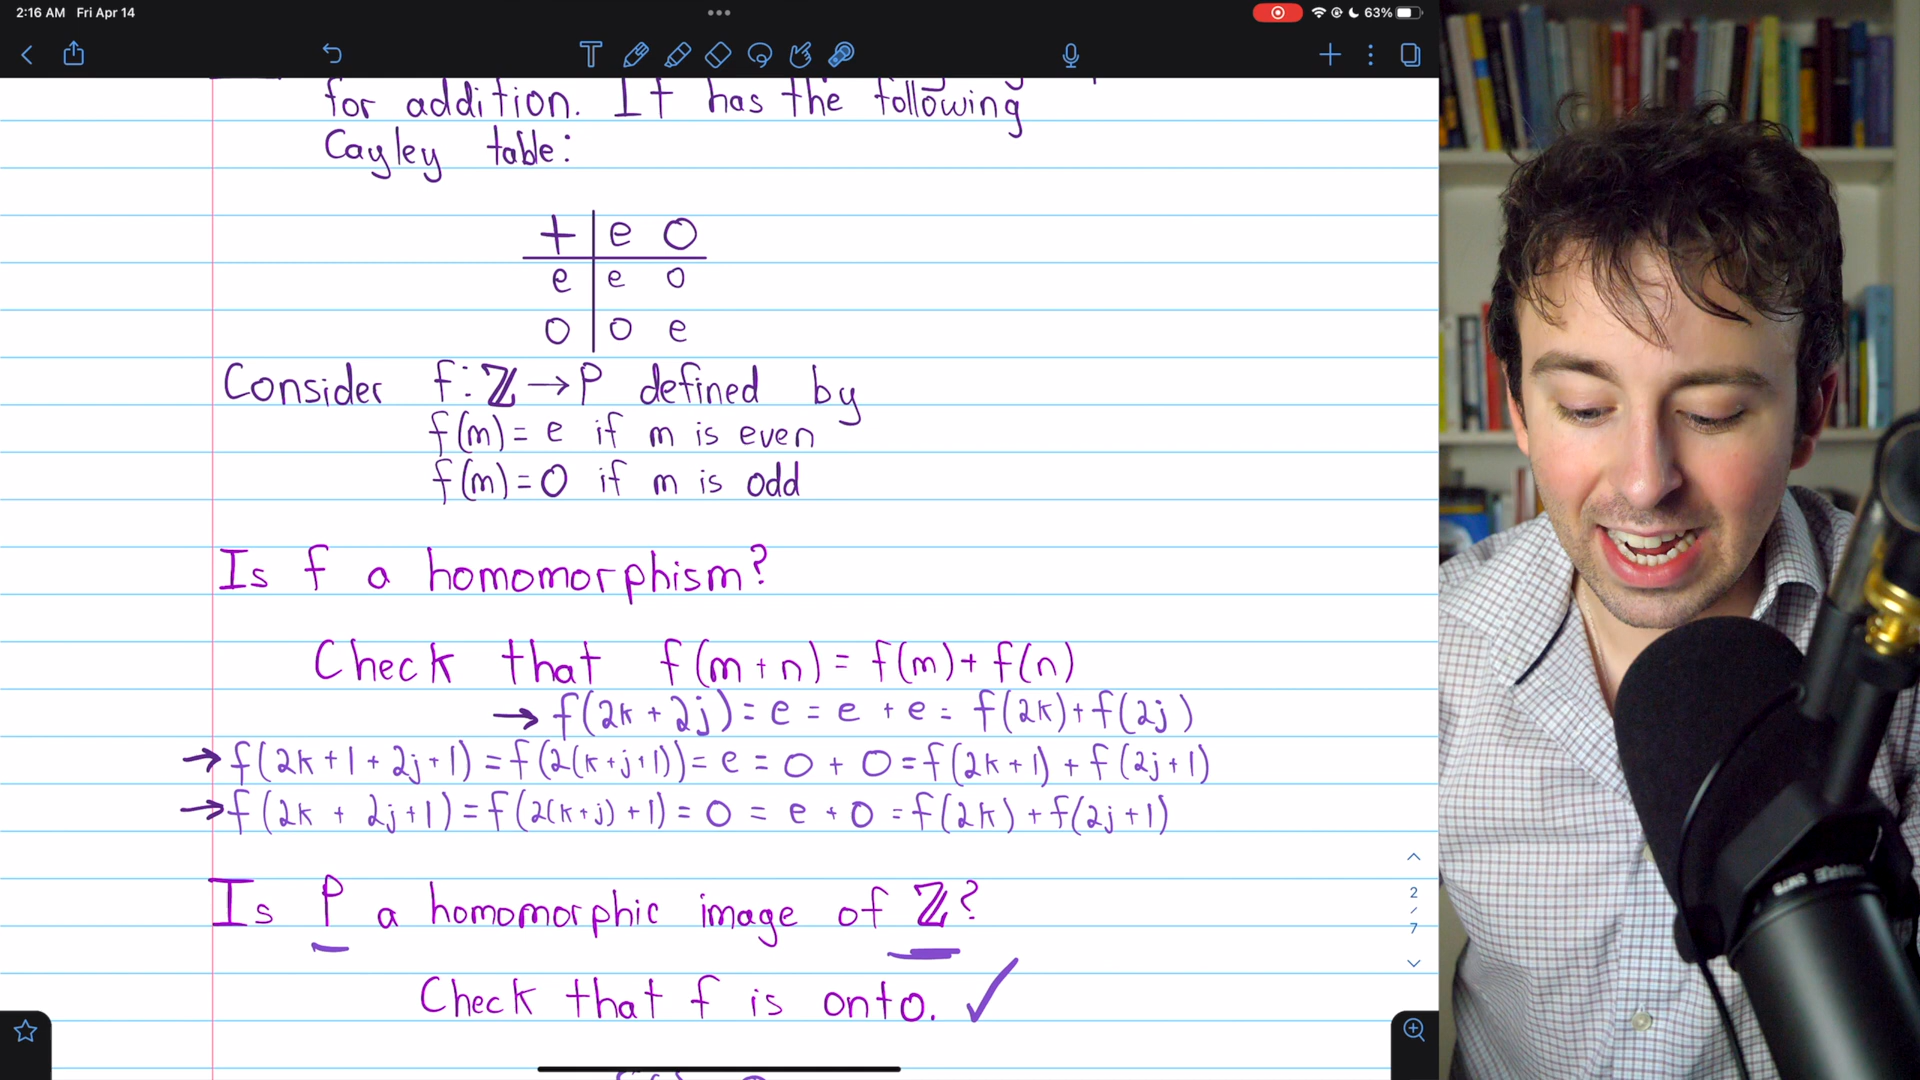 2:16 AM Fri Apr 14
63%
for addition. It has the following
Cayley table:
+ e o
e e o
o o e
Consider f: ℤ → P defined by
f(m) = e if m is even
f(m) = o if m is odd
Is f a homomorphism?
Check that f(m+n) = f(m) + f(n)
→ f(2k + 2j) = e = e + e = f(2k) + f(2j)
→ f(2k+1 + 2j+1) = f(2(k+j+1)) = e = o + o = f(2k+1) + f(2j+1)
→ f(2k + 2j+1) = f(2(k+j)+1) = o = e + o = f(2k) + f(2j+1)
Is P a homomorphic image of ℤ?
Check that f is onto. ✓
2
/
7